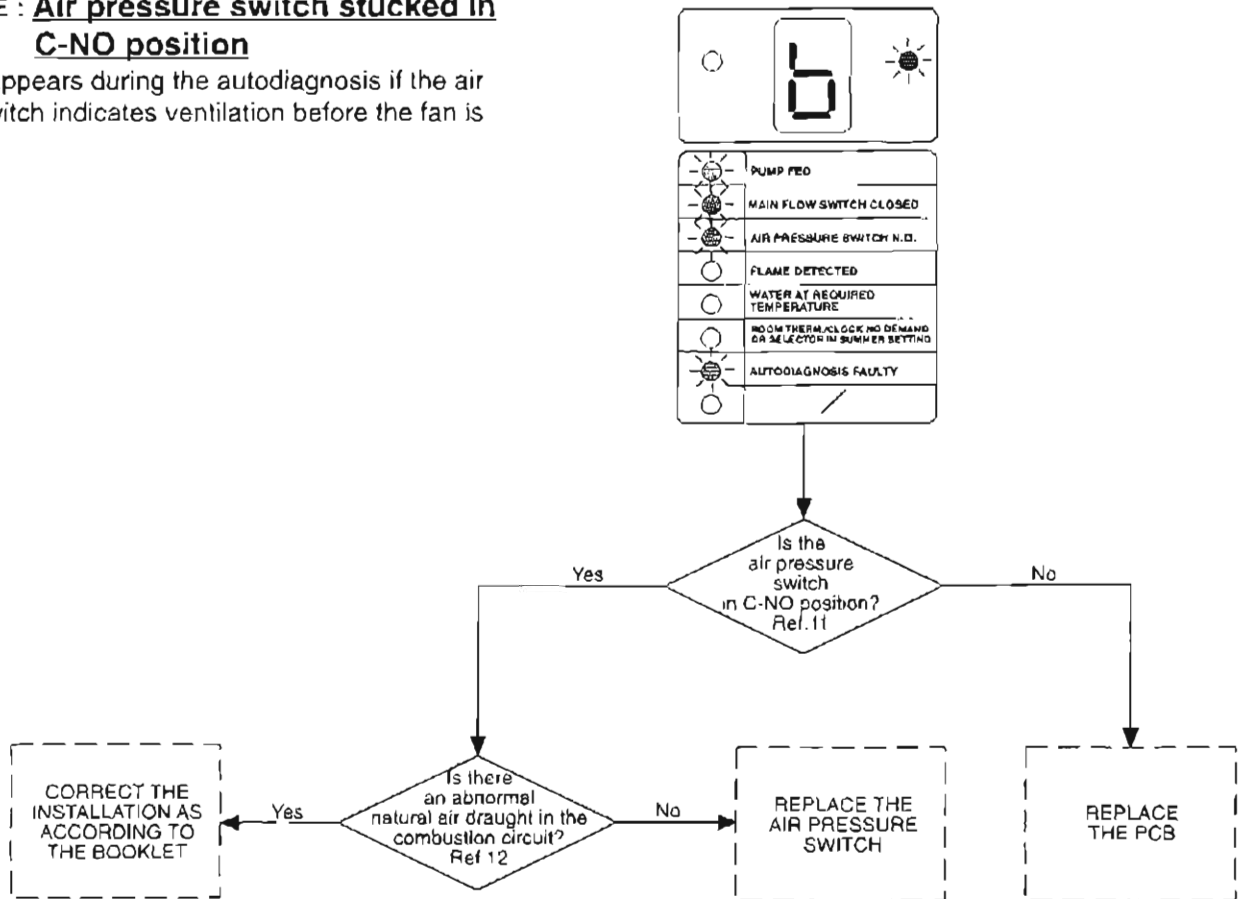 E : Air pressure switch stucked in
C-NO position
ppears during the autodiagnosis if the air
witch indicates ventilation before the fan is
b
PUMP FED
MAIN FLOW SWITCH CLOSED
AIR PRESSURE SWITCH N.O.
FLAME DETECTED
WATER AT REQUIRED
TEMPERATURE
ROOM THERM./CLOCK NO DEMAND
OR SELECTOR IN SUMMER SETTING
AUTODIAGNOSIS FAULTY
Is the
air pressure
switch
in C-NO position?
Ref.11
Yes
No
Is there
an abnormal
natural air draught in the
combustion circuit?
Ref 12
Yes
No
CORRECT THE
INSTALLATION AS
ACCORDING TO
THE BOOKLET
REPLACE THE
AIR PRESSURE
SWITCH
REPLACE
THE PCB